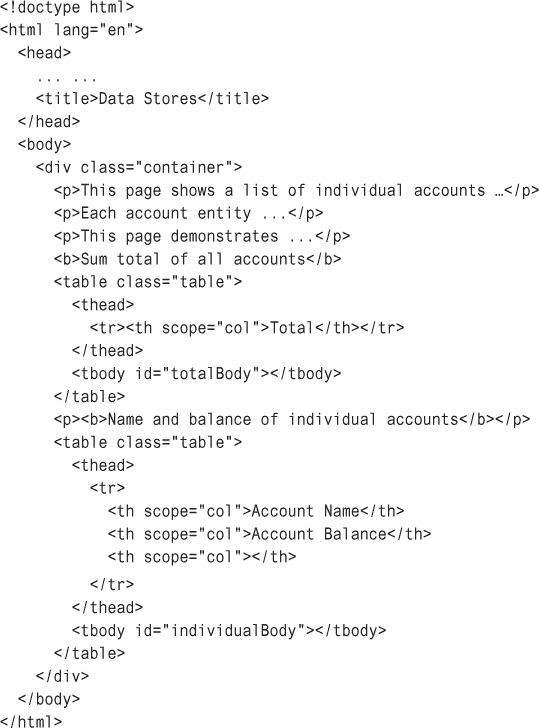 <!doctype html>
<html lang="en">
  <head>
    ... ...
    <title>Data Stores</title>
  </head>
  <body>
    <div class="container">
      <p>This page shows a list of individual accounts …</p>
      <p>Each account entity ...</p>
      <p>This page demonstrates ...</p>
      <b>Sum total of all accounts</b>
      <table class="table">
        <thead>
          <tr><th scope="col">Total</th></tr>
        </thead>
        <tbody id="totalBody"></tbody>
      </table>
      <p><b>Name and balance of individual accounts</b></p>
      <table class="table">
        <thead>
          <tr>
            <th scope="col">Account Name</th>
            <th scope="col">Account Balance</th>
            <th scope="col"></th>
          </tr>
        </thead>
        <tbody id="individualBody"></tbody>
      </table>
    </div>
  </body>
</html>